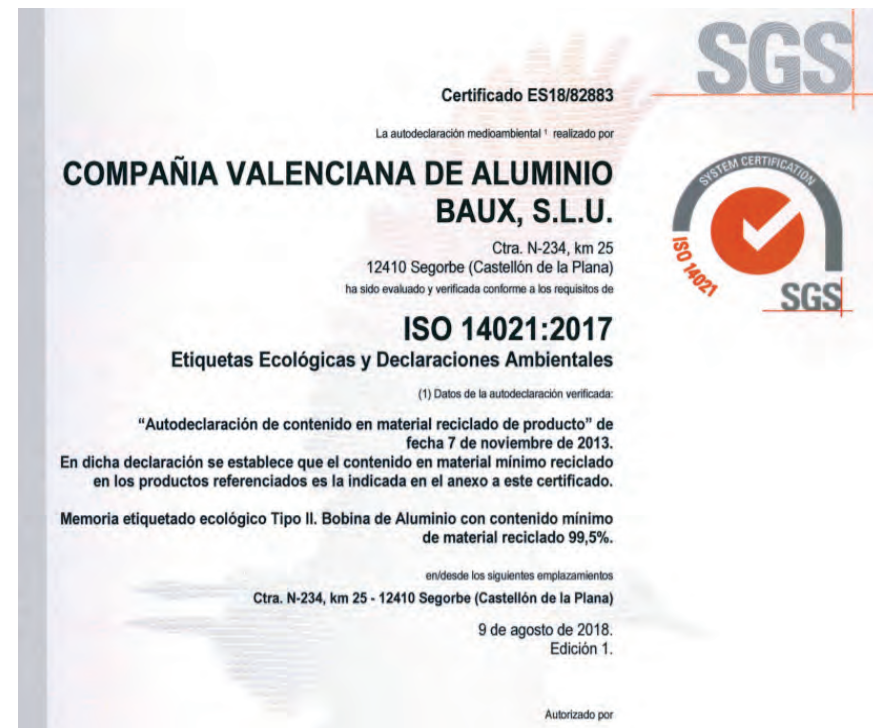 SGS
Certificado ES18/82883
La autodeclaración medioambiental ¹ realizado por
COMPAÑIA VALENCIANA DE ALUMINIO
BAUX, S.L.U.
Ctra. N-234, km 25
12410 Segorbe (Castellón de la Plana)
ha sido evaluado y verificada conforme a los requisitos de
SYSTEM CERTIFICATION
ISO 14021
SGS
ISO 14021:2017
Etiquetas Ecológicas y Declaraciones Ambientales
(1) Datos de la autodeclaración verificada:
“Autodeclaración de contenido en material reciclado de producto” de
fecha 7 de noviembre de 2013.
En dicha declaración se establece que el contenido en material mínimo reciclado
en los productos referenciados es la indicada en el anexo a este certificado.
Memoria etiquetado ecológico Tipo II. Bobina de Aluminio con contenido mínimo
de material reciclado 99,5%.
en/desde los siguientes emplazamientos
Ctra. N-234, km 25 - 12410 Segorbe (Castellón de la Plana)
9 de agosto de 2018.
Edición 1.
Autorizado por